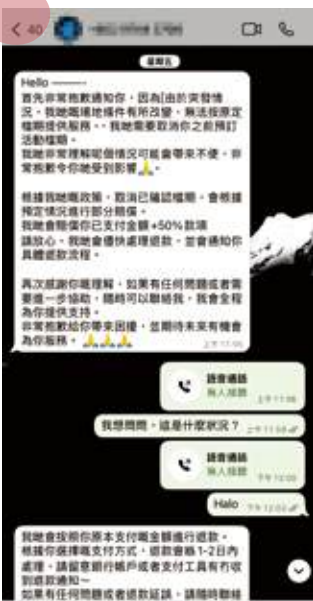 40
星期五
Hello ———-
首先非常抱歉通知你，因為[由於突發情
況，我哋嘅場地條件有所改變，無法按原定
檔期提供服務，- 我哋需要取消你之前預訂
活動檔期。
我哋非常理解呢個情況可能會帶來不便，非
常抱歉令你哋受到影響🙏。
根據我哋嘅政策，取消已確認檔期，會根據
預定情況進行部分賠償。
我哋會賠償你已支付金額+50%款項
請放心，我哋會儘快處理退款，並會通知你
具體退款流程。
再次感謝你嘅理解，如果有任何問題或者需
要進一步協助，隨時可以聯絡我，我會全程
為你提供支持。
非常抱歉給你帶來困擾，並期待未來有機會
為你服務。🙏🙏🙏
語音通話
無人接聽
我想問問，這是什麼狀況？
語音通話
無人接聽
Halo
我哋會按照你原本支付嘅金額進行退款。
根據你選擇嘅支付方式，退款會喺1-2日內
處理，請留意銀行帳戶或者支付工具有冇收
到退款通知～
如果有任何問題或者退款延誤，請隨時聯絡